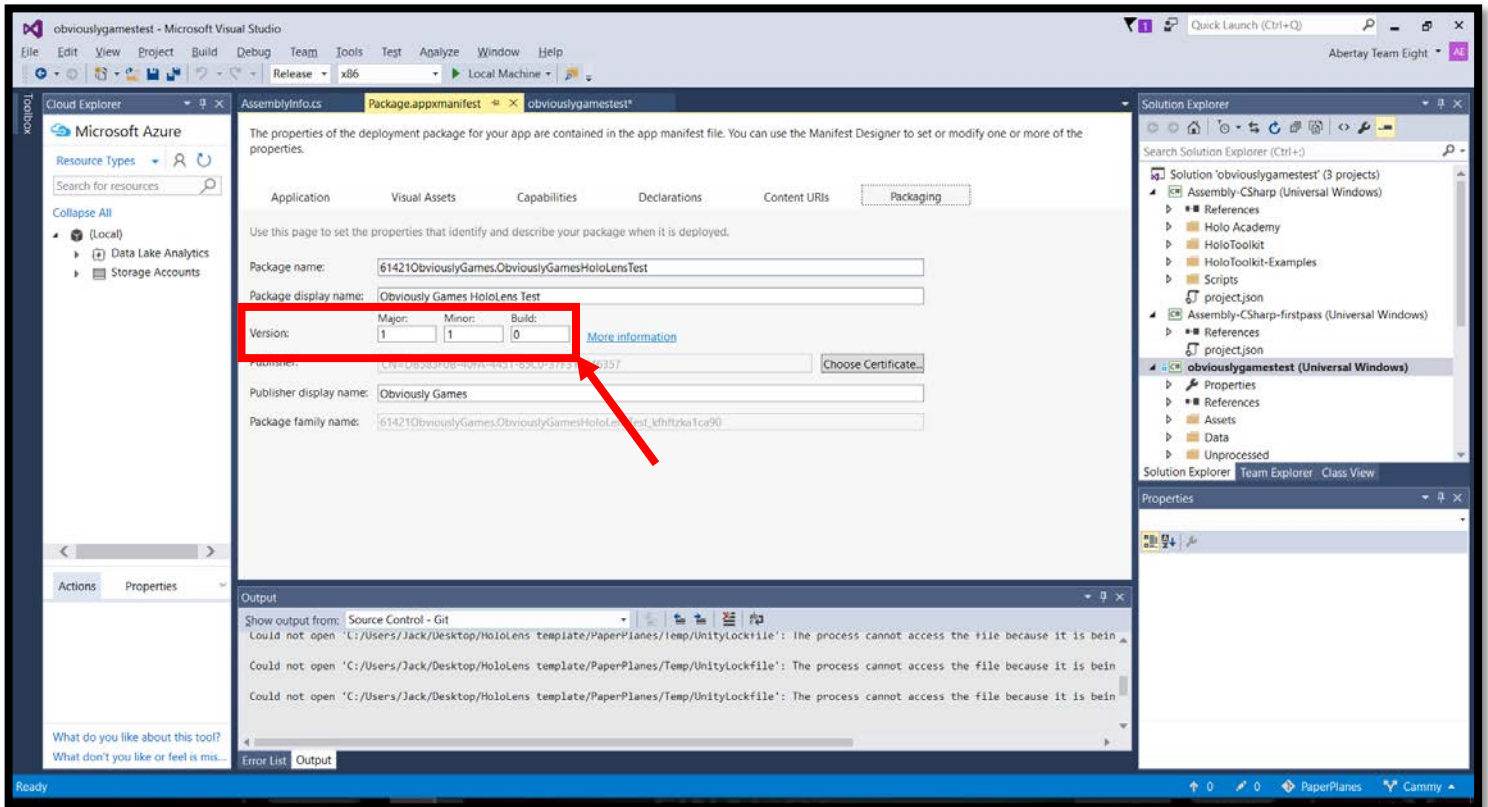 obviouslygamestest - Microsoft Visual Studio
1
Quick Launch (Ctrl+Q)
File Edit View Project Build Debug Team Tools Test Analyze Window Help
Abertay Team Eight
AE
Release x86 Local Machine
Toolbox
Cloud Explorer
Microsoft Azure
Resource Types
Search for resources
Collapse All
(Local)
Data Lake Analytics
Storage Accounts
Actions Properties
What do you like about this tool?
What don't you like or feel is mis...
AssemblyInfo.cs Package.appxmanifest obviouslygamestest*
The properties of the deployment package for your app are contained in the app manifest file. You can use the Manifest Designer to set or modify one or more of the
properties.
Application Visual Assets Capabilities Declarations Content URIs Packaging
Use this page to set the properties that identify and describe your package when it is deployed.
Package name: 61421ObviouslyGames.ObviouslyGamesHoloLensTest
Package display name: Obviously Games HoloLens Test
Major: Minor: Build:
Version: 1 1 0 More information
Publisher: Choose Certificate...
Publisher display name: Obviously Games
Package family name:
Output
Show output from: Source Control - Git
Could not open 'C:/Users/Jack/Desktop/HoloLens template/PaperPlanes/Temp/UnityLockfile': The process cannot access the file because it is bein
Could not open 'C:/Users/Jack/Desktop/HoloLens template/PaperPlanes/Temp/UnityLockfile': The process cannot access the file because it is bein
Could not open 'C:/Users/Jack/Desktop/HoloLens template/PaperPlanes/Temp/UnityLockfile': The process cannot access the file because it is bein
Error List Output
Solution Explorer
Search Solution Explorer (Ctrl+;)
Solution 'obviouslygamestest' (3 projects)
Assembly-CSharp (Universal Windows)
References
Holo Academy
HoloToolkit
HoloToolkit-Examples
Scripts
project.json
Assembly-CSharp-firstpass (Universal Windows)
References
project.json
obviouslygamestest (Universal Windows)
Properties
References
Assets
Data
Unprocessed
Solution Explorer Team Explorer Class View
Properties
Ready
0 0 PaperPlanes Cammy